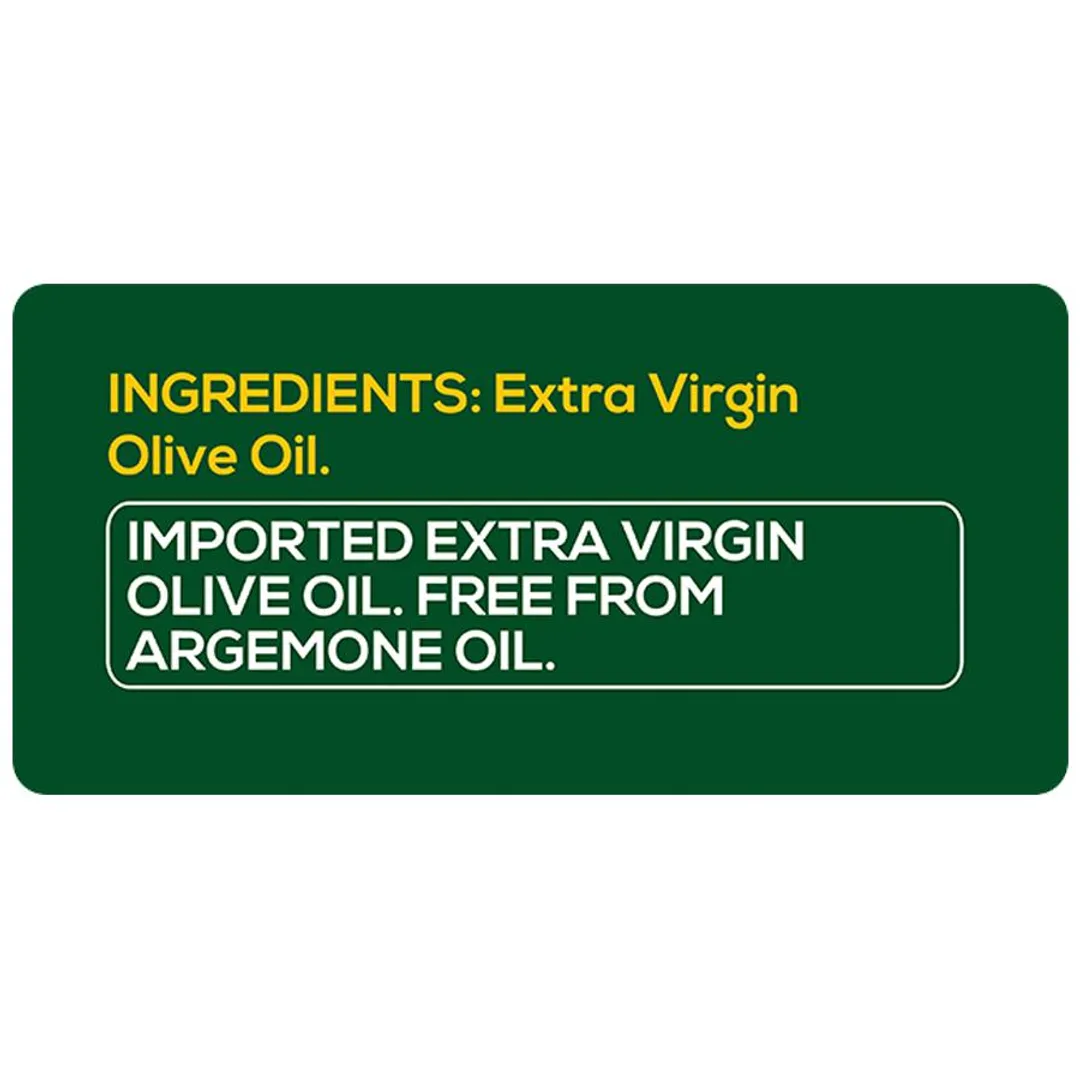 INGREDIENTS: Extra Virgin
Olive Oil.
IMPORTED EXTRA VIRGIN
OLIVE OIL. FREE FROM
ARGEMONE OIL.